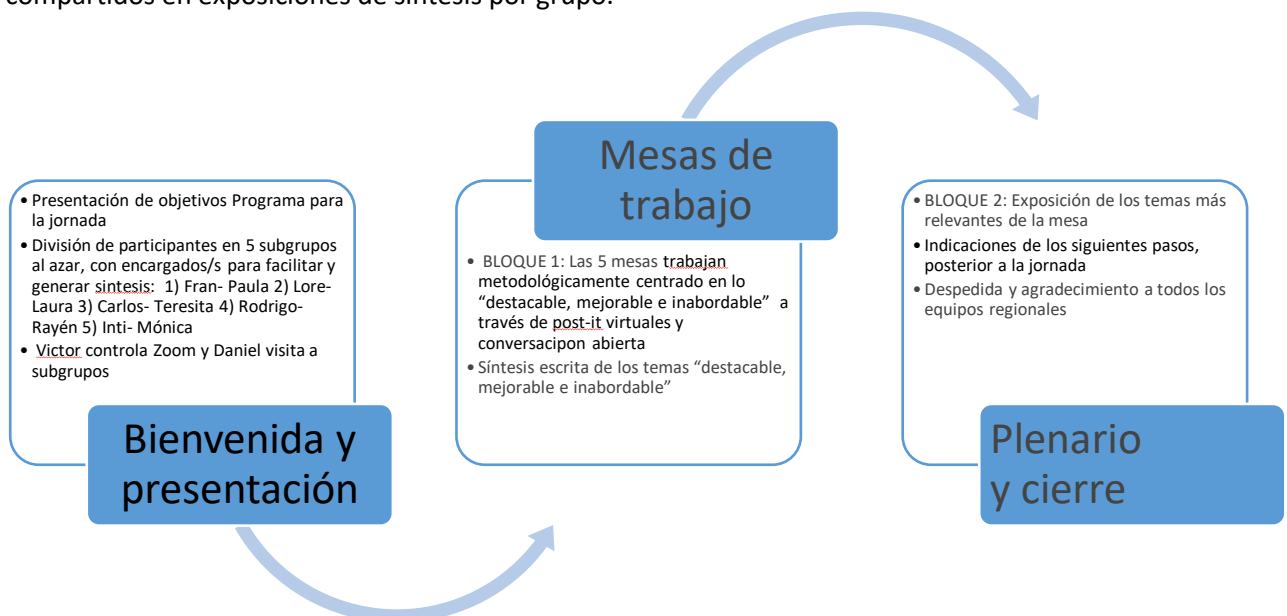 compartidos en exposiciones de síntesis por grupo.
• Presentación de objetivos Programa para
la jornada
• División de participantes en 5 subgrupos
al azar, con encargados/s para facilitar y
generar sintesis: 1) Fran- Paula 2) Lore-
Laura 3) Carlos- Teresita 4) Rodrigo-
Rayén 5) Inti- Mónica
• Victor controla Zoom y Daniel visita a
subgrupos
Bienvenida y
presentación
Mesas de
trabajo
• BLOQUE 1: Las 5 mesas trabajan
metodológicamente centrado en lo
“destacable, mejorable e inabordable” a
través de post-it virtuales y
conversacipon abierta
• Síntesis escrita de los temas “destacable,
mejorable e inabordable”
• BLOQUE 2: Exposición de los temas más
relevantes de la mesa
• Indicaciones de los siguientes pasos,
posterior a la jornada
• Despedida y agradecimiento a todos los
equipos regionales
Plenario
y cierre